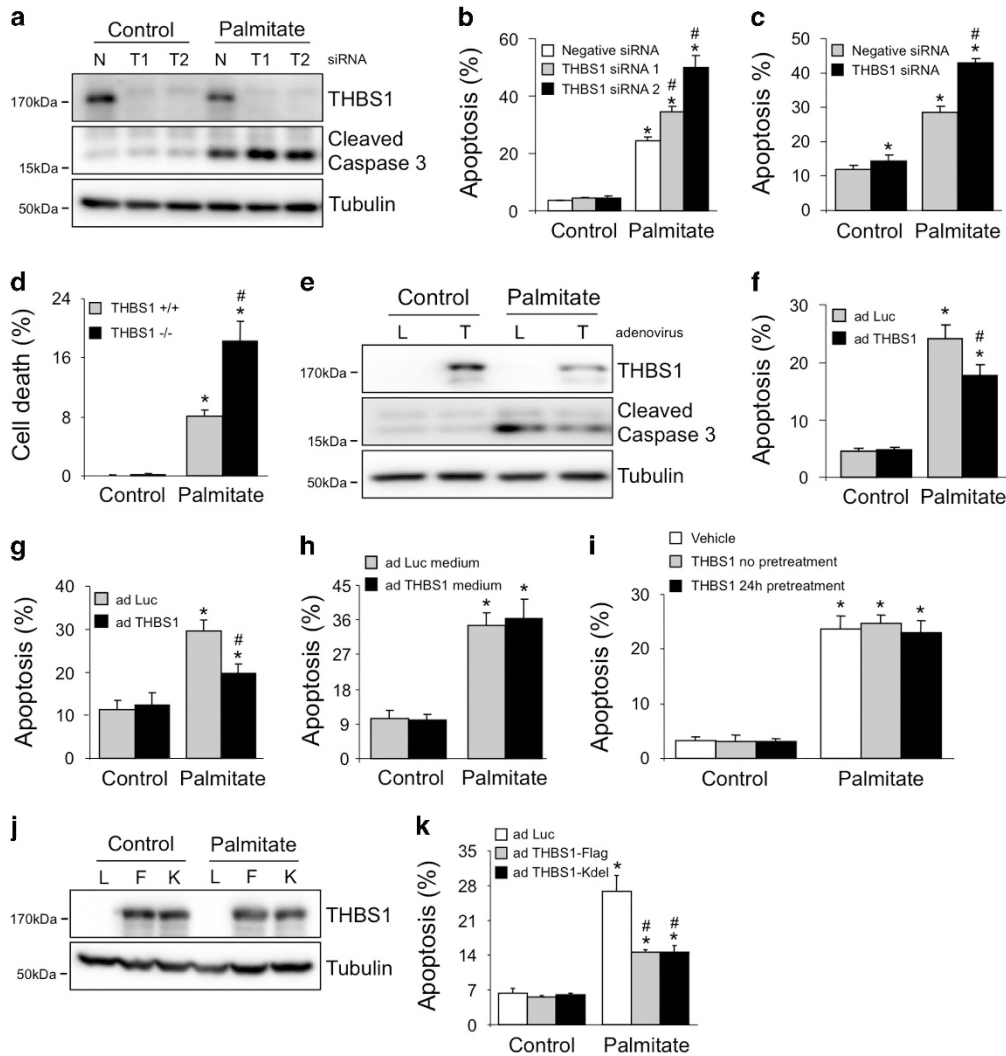 a
Control Palmitate
N T1 T2 N T1 T2 siRNA
170kDa THBS1
Cleaved
15kDa Caspase 3
50kDa Tubulin
b
Apoptosis (%)
60
40
20
0
Negative siRNA
THBS1 siRNA 1
THBS1 siRNA 2
*
#
*
#
*
Control Palmitate
c
Apoptosis %)
50
40
30
20
10
0
Negative siRNA
THBS1 siRNA
*
*
#
*
Control Palmitate
d
Cell death (%)
24
16
8
0
THBS1 +/+
THBS1 -/-
*
#
*
Control Palmitate
e
Control Palmitate
L T L T adenovirus
170kDa THBS1
Cleaved
15kDa Caspase 3
50kDa Tubulin
f
Apoptosis (%)
30
20
10
0
ad Luc
ad THBS1
*
#
*
Control Palmitate
g
Apoptosis (%)
40
30
20
10
0
ad Luc
ad THBS1
*
#
*
Control Palmitate
h
Apoptosis (%)
45
36
27
18
9
0
ad Luc medium
ad THBS1 medium
* *
Control Palmitate
i
Apoptosis (%)
30
20
10
0
Vehicle
THBS1 no pretreatment
THBS1 24h pretreatment
* * *
Control Palmitate
j
Control Palmitate
L F K L F K
170kDa THBS1
50kDa Tubulin
k
Apoptosis (%)
35
28
21
14
7
0
ad Luc
ad THBS1-Flag
ad THBS1-Kdel
*
# #
* *
Control Palmitate